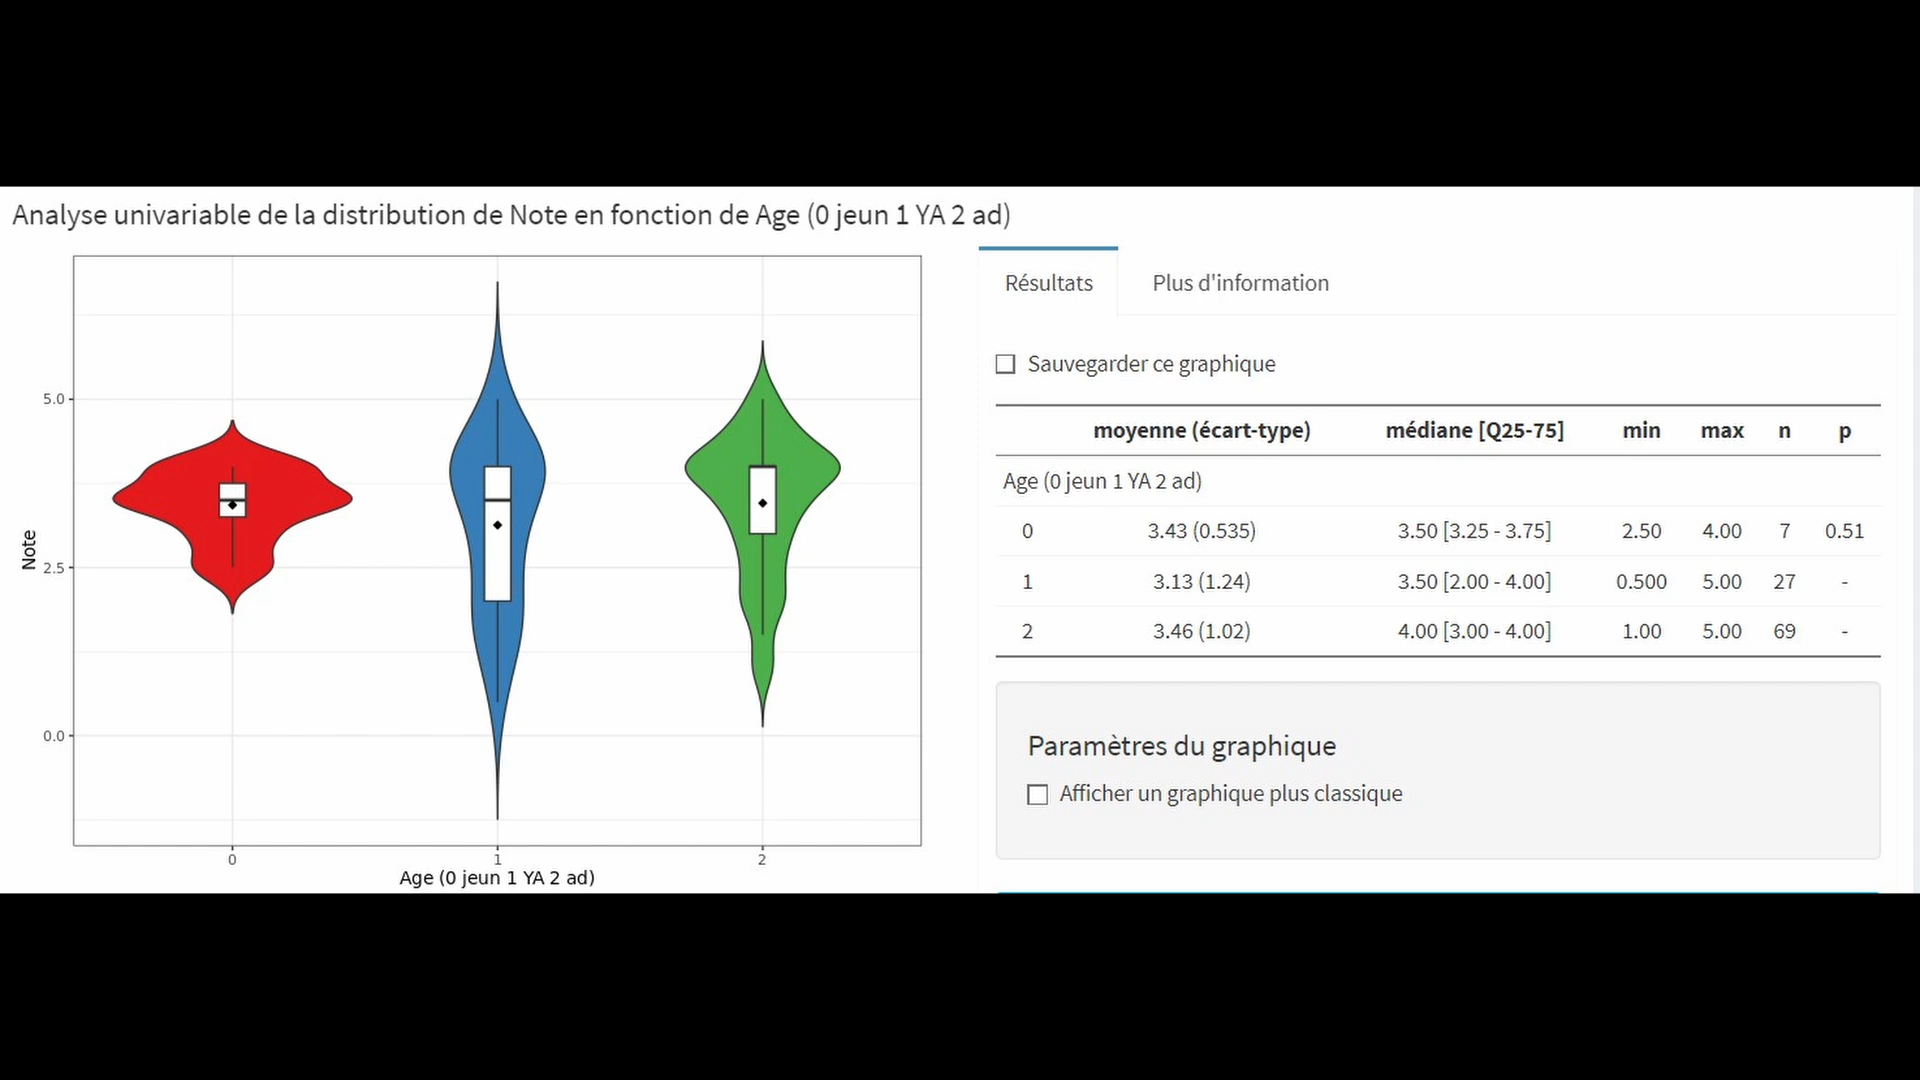 Analyse univariable de la distribution de Note en fonction de Age (0 jeun 1 YA 2 ad)
Note
5.0
2.5
0.0
0 1 2
Age (0 jeun 1 YA 2 ad)
Résultats Plus d'information
Sauvegarder ce graphique
moyenne (écart-type) médiane [Q25-75] min max n p
Age (0 jeun 1 YA 2 ad)
0 3.43 (0.535) 3.50 [3.25 - 3.75] 2.50 4.00 7 0.51
1 3.13 (1.24) 3.50 [2.00 - 4.00] 0.500 5.00 27 -
2 3.46 (1.02) 4.00 [3.00 - 4.00] 1.00 5.00 69 -
Paramètres du graphique
Afficher un graphique plus classique